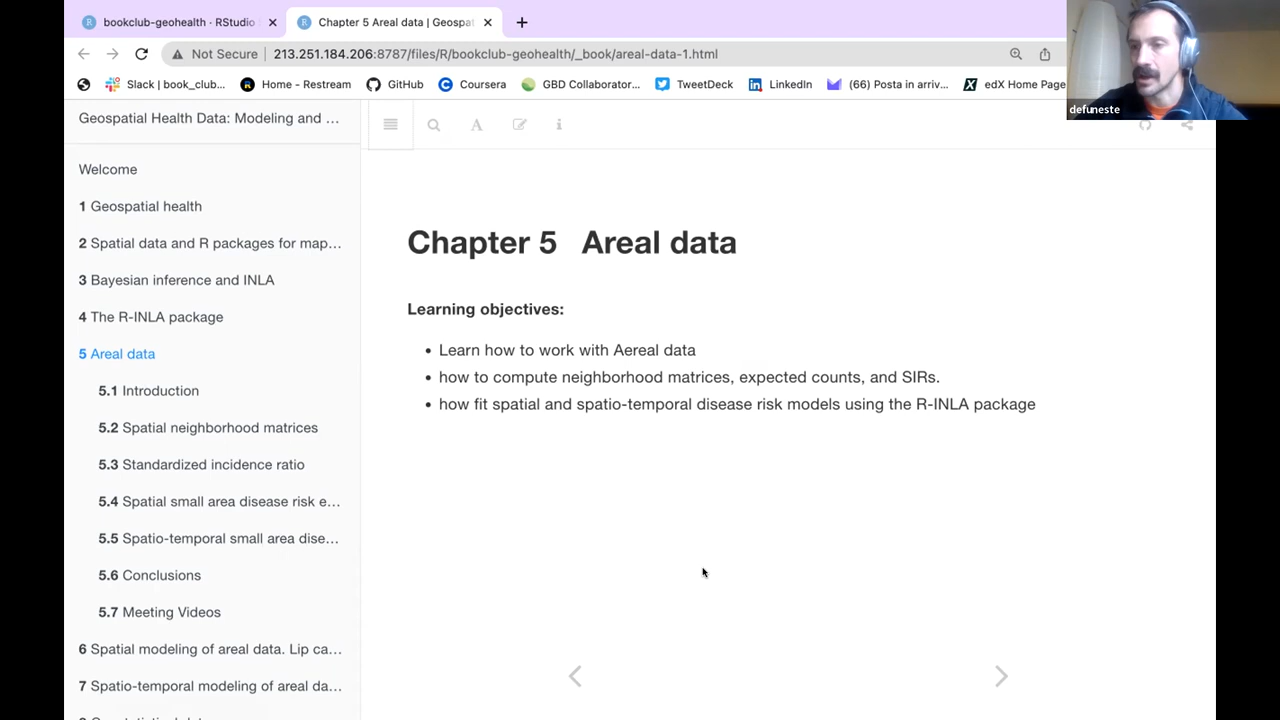 bookclub-geohealth · RStudio
Chapter 5 Areal data | Geospat
Not Secure
213.251.184.206:8787/files/R/bookclub-geohealth/_book/areal-data-1.html
Slack | book_club...
Home - Restream
GitHub
Coursera
GBD Collaborator...
TweetDeck
LinkedIn
(66) Posta in arriv...
edX Home Page
defuneste
Geospatial Health Data: Modeling and ...
Welcome
1 Geospatial health
2 Spatial data and R packages for map...
3 Bayesian inference and INLA
4 The R-INLA package
5 Areal data
5.1 Introduction
5.2 Spatial neighborhood matrices
5.3 Standardized incidence ratio
5.4 Spatial small area disease risk e...
5.5 Spatio-temporal small area dise...
5.6 Conclusions
5.7 Meeting Videos
6 Spatial modeling of areal data. Lip ca...
7 Spatio-temporal modeling of areal da...
Chapter 5 Areal data
Learning objectives:
• Learn how to work with Aereal data
• how to compute neighborhood matrices, expected counts, and SIRs.
• how fit spatial and spatio-temporal disease risk models using the R-INLA package